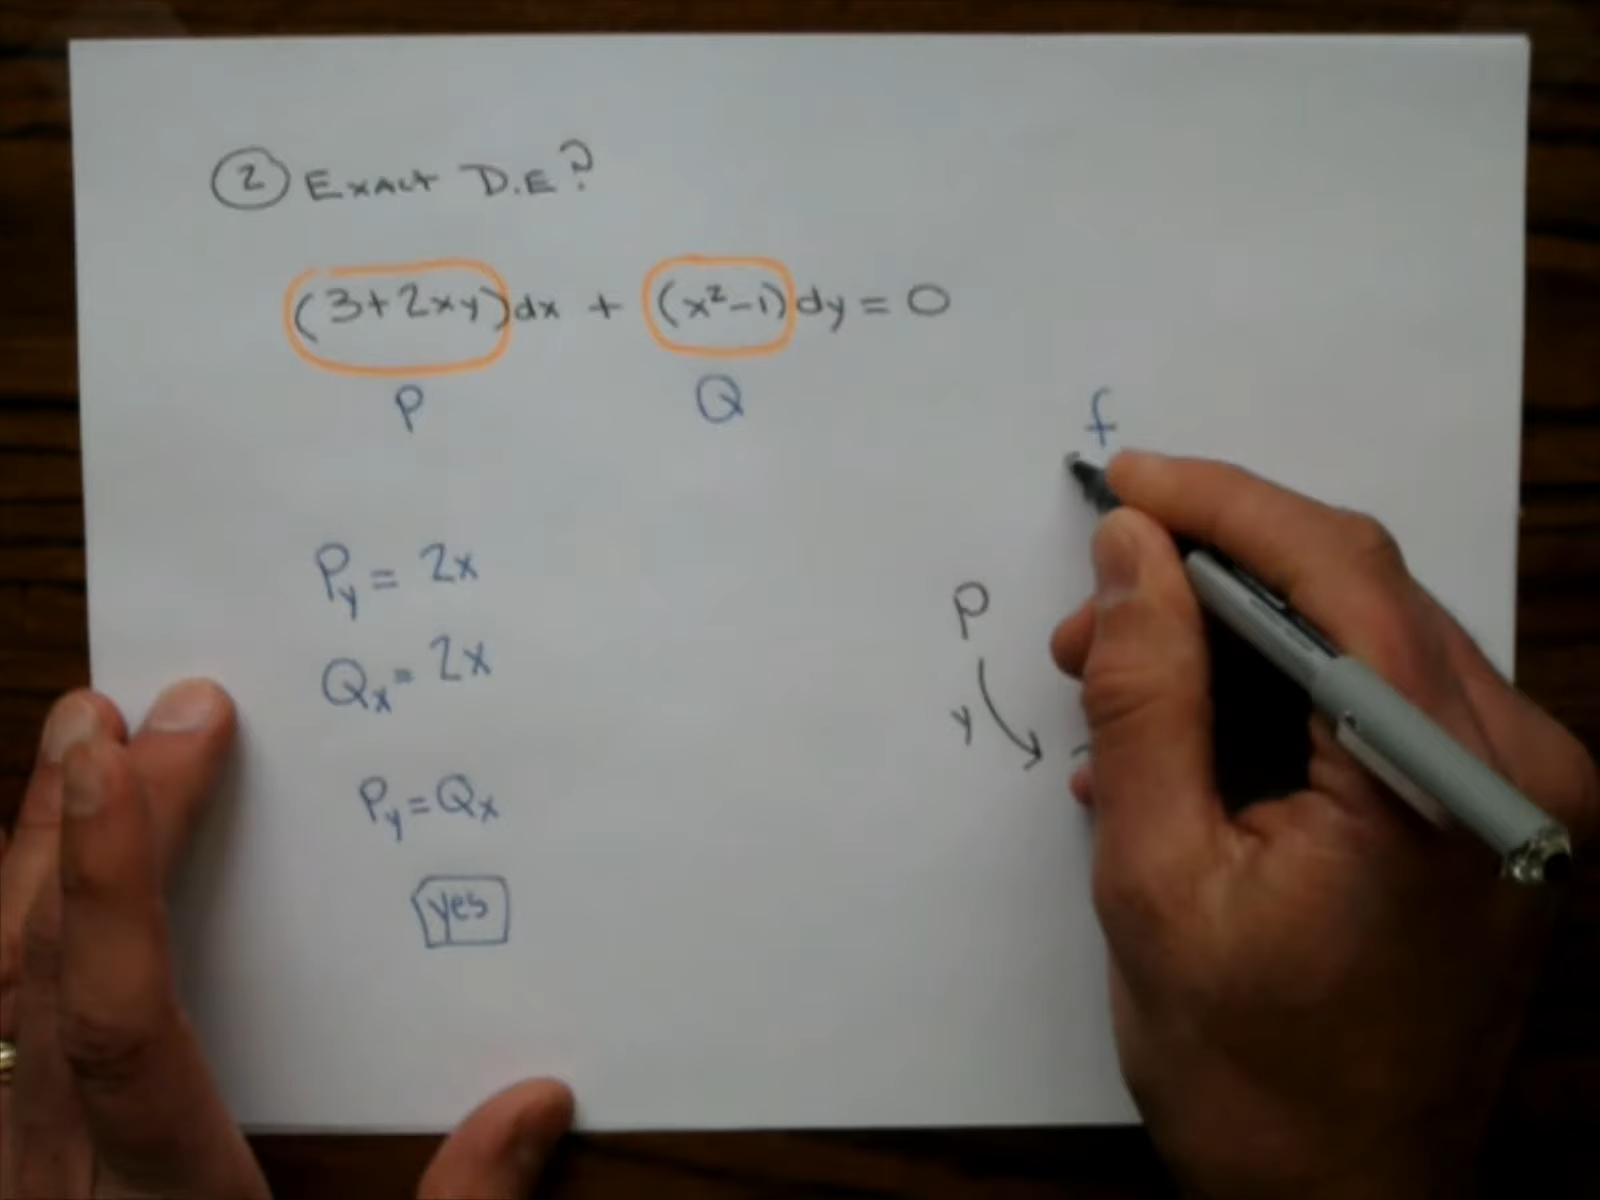 ② Exact D.E?
(3+2xy)dx + (x²-1)dy = 0
P Q
f
Py = 2x
P
Qx = 2x
y
Py = Qx
yes